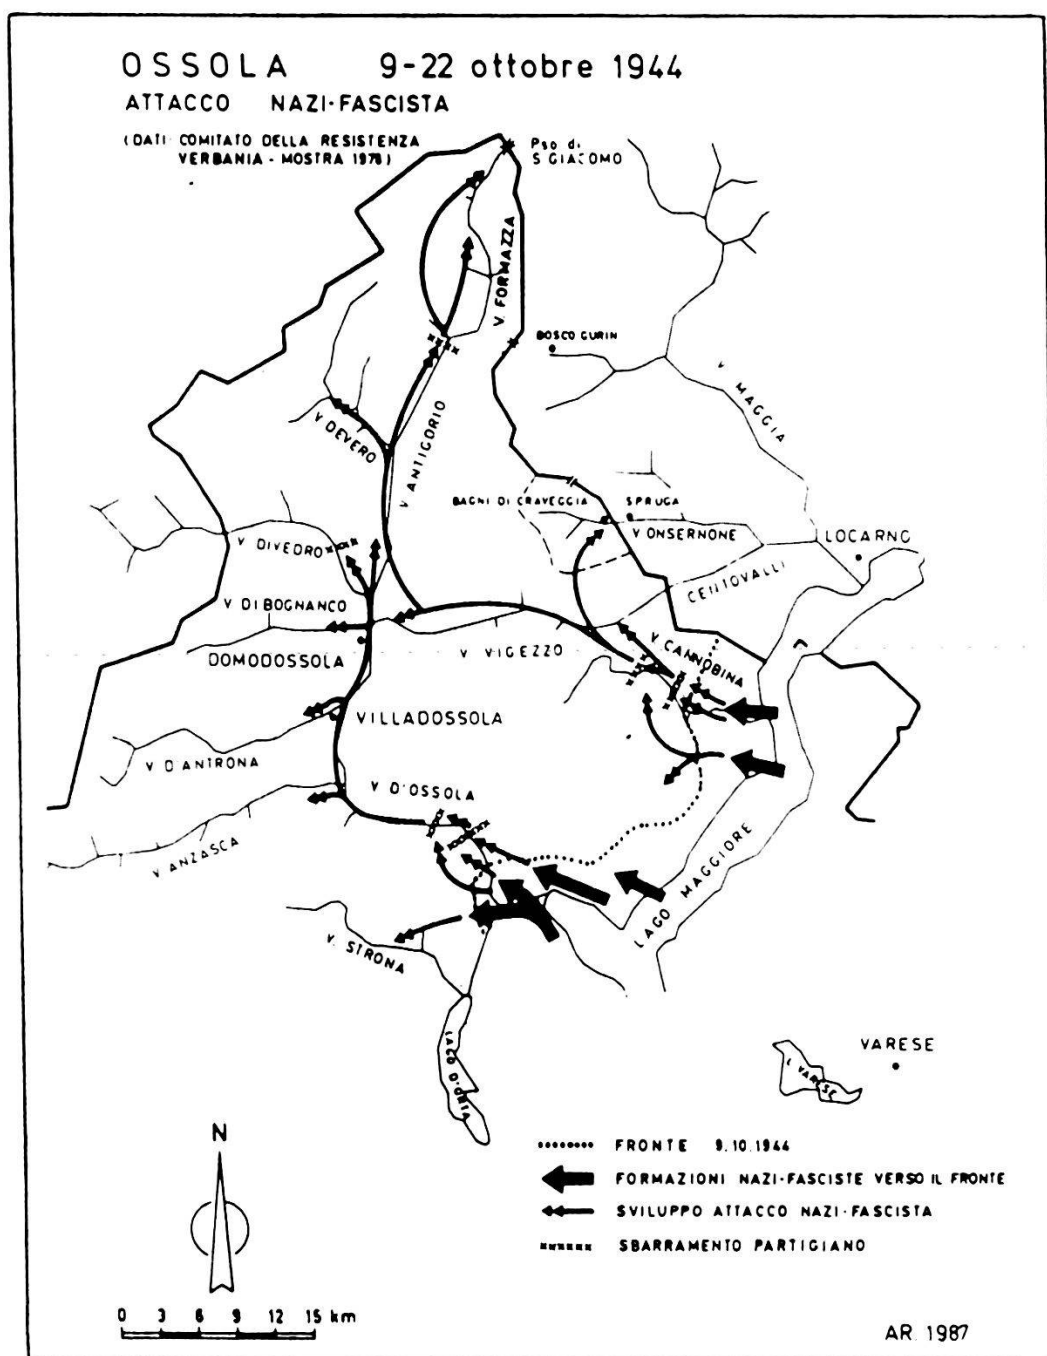 OSSOLA 9-22 ottobre 1944
ATTACCO NAZI-FASCISTA
(DATI COMITATO DELLA RESISTENZA
VERBANIA - MOSTRA 1978)
Pso di
S GIACOMO
V. FORMAZZA
BOSCO GURIN
V MAGGIA
V DEVERO
V ANTIGORIO
BAGNI DI CRAVEGGIA
SPRUGA
V ONSERNONE
LOCARNO
V DIVEDRO
CENTOVALLI
V DI BOGNANCO
V VIGEZZO
V. CANNOBINA
DOMODOSSOLA
VILLADOSSOLA
V D'ANTRONA
V D'OSSOLA
V ANZASCA
LAGO MAGGIORE
V. STRONA
LAGO D'ORTA
L VARESE
VARESE
N
FRONTE 9.10.1944
FORMAZIONI NAZI-FASCISTE VERSO IL FRONTE
SVILUPPO ATTACCO NAZI-FASCISTA
SBARRAMENTO PARTIGIANO
0 3 6 9 12 15 km
AR. 1987